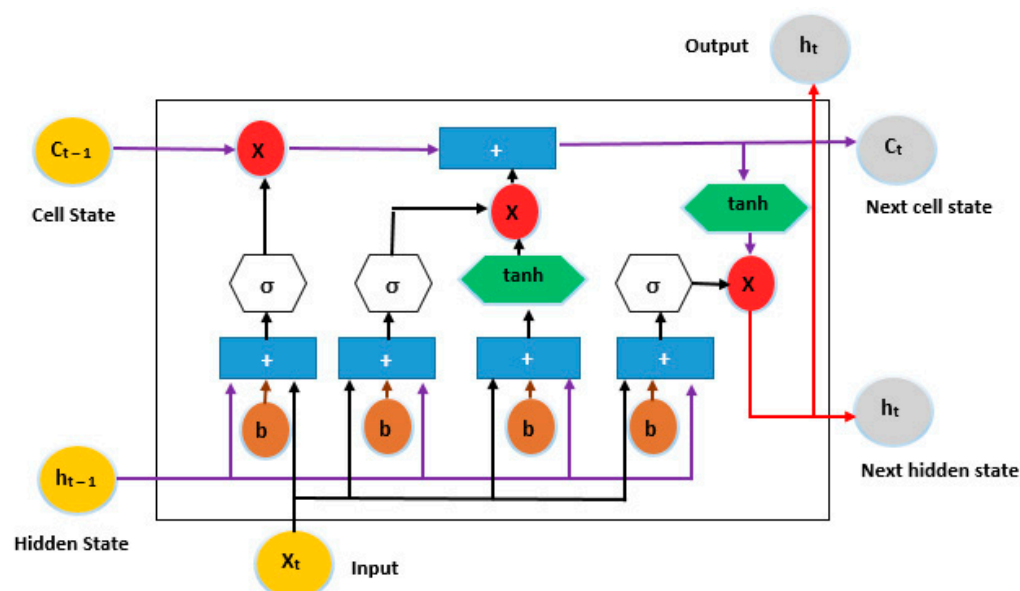 Output
hₜ
Cₜ₋₁
X
+
Cₜ
Cell State
X
tanh
Next cell state
σ
σ
tanh
σ
X
+
+
+
+
b
b
b
b
hₜ
hₜ₋₁
Next hidden state
Hidden State
Xₜ
Input